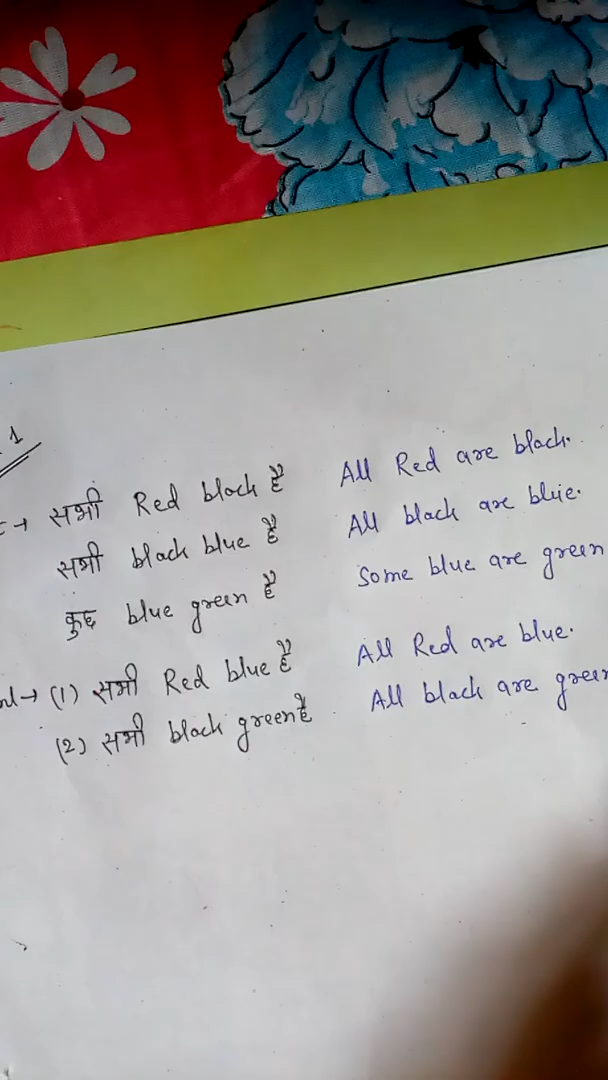 1
सभी Red black है All Red are black.
सभी black blue है All black are blue.
कुछ blue green है Some blue are green
(1) सभी Red blue है All Red are blue.
(2) सभी black green है All black are green